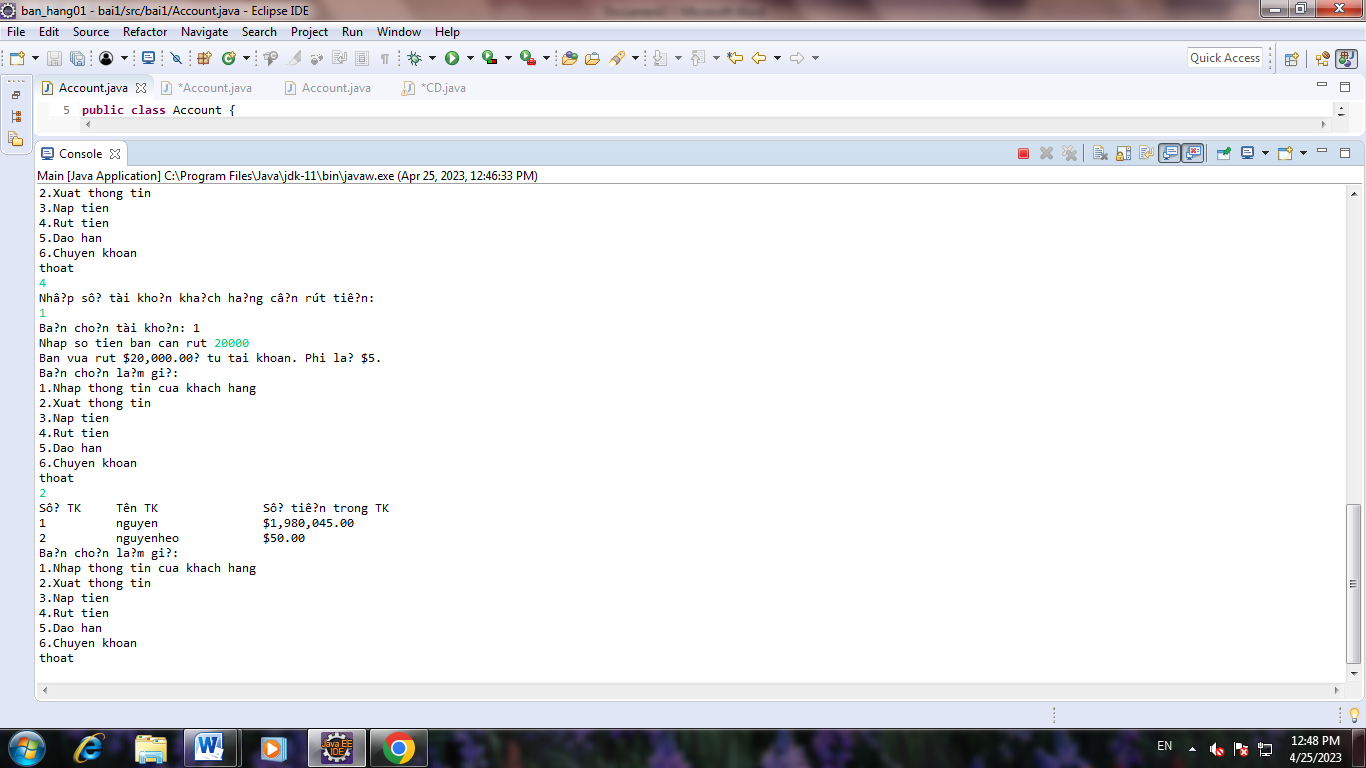 ban_hang01 - bai1/src/bai1/Account.java - Eclipse IDE
File Edit Source Refactor Navigate Search Project Run Window Help
Quick Access
Account.java *Account.java Account.java *CD.java
5 public class Account {
Console
Main [Java Application] C:\Program Files\Java\jdk-11\bin\javaw.exe (Apr 25, 2023, 12:46:33 PM)
2.Xuat thong tin
3.Nap tien
4.Rut tien
5.Dao han
6.Chuyen khoan
thoat
4
Nhâ?p sô? tài kho?n kha?ch ha?ng câ?n rút tiê?n:
1
Ba?n cho?n tài kho?n: 1
Nhap so tien ban can rut 20000
Ban vua rut $20,000.00? tu tai khoan. Phi la? $5.
Ba?n cho?n la?m gi?:
1.Nhap thong tin cua khach hang
2.Xuat thong tin
3.Nap tien
4.Rut tien
5.Dao han
6.Chuyen khoan
thoat
2
Sô? TK Tên TK Sô? tiê?n trong TK
1 nguyen $1,980,045.00
2 nguyenheo $50.00
Ba?n cho?n la?m gi?:
1.Nhap thong tin cua khach hang
2.Xuat thong tin
3.Nap tien
4.Rut tien
5.Dao han
6.Chuyen khoan
thoat
EN
12:48 PM
4/25/2023